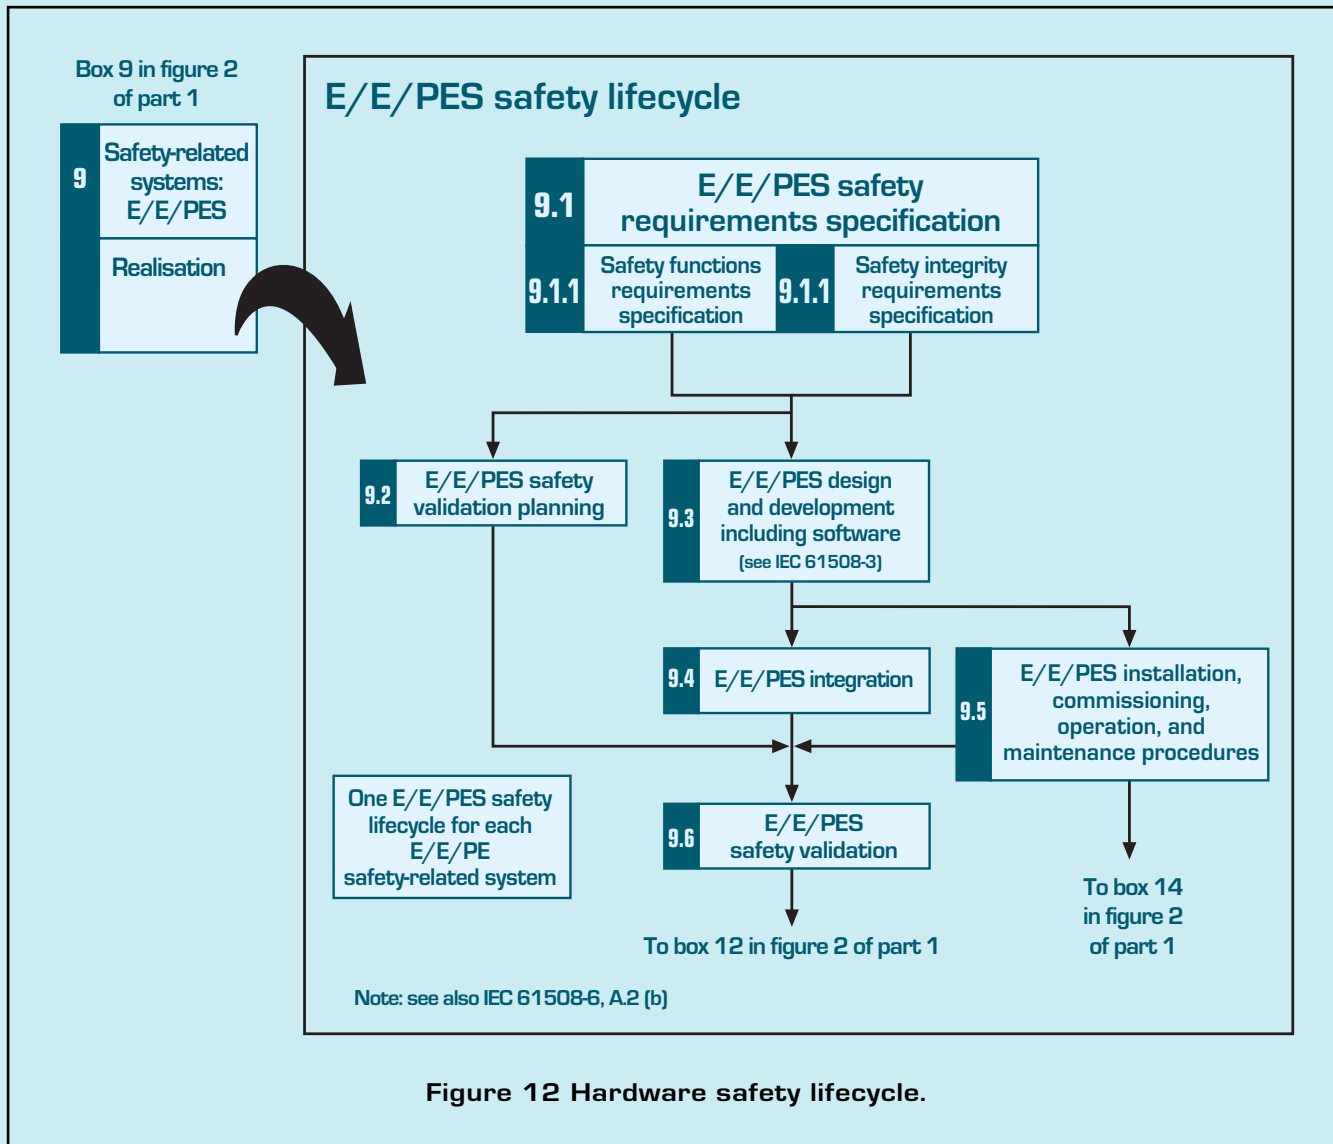 Box 9 in figure 2
of part 1
9
Safety-related
systems:
E/E/PES
Realisation
E/E/PES safety lifecycle
9.1
E/E/PES safety
requirements specification
9.1.1
Safety functions
requirements
specification
9.1.1
Safety integrity
requirements
specification
9.2
E/E/PES safety
validation planning
9.3
E/E/PES design
and development
including software
(see IEC 61508-3)
9.4
E/E/PES integration
9.5
E/E/PES installation,
commissioning,
operation, and
maintenance procedures
One E/E/PES safety
lifecycle for each
E/E/PE
safety-related system
9.6
E/E/PES
safety validation
To box 14
in figure 2
of part 1
To box 12 in figure 2 of part 1
Note: see also IEC 61508-6, A.2 (b)
Figure 12 Hardware safety lifecycle.